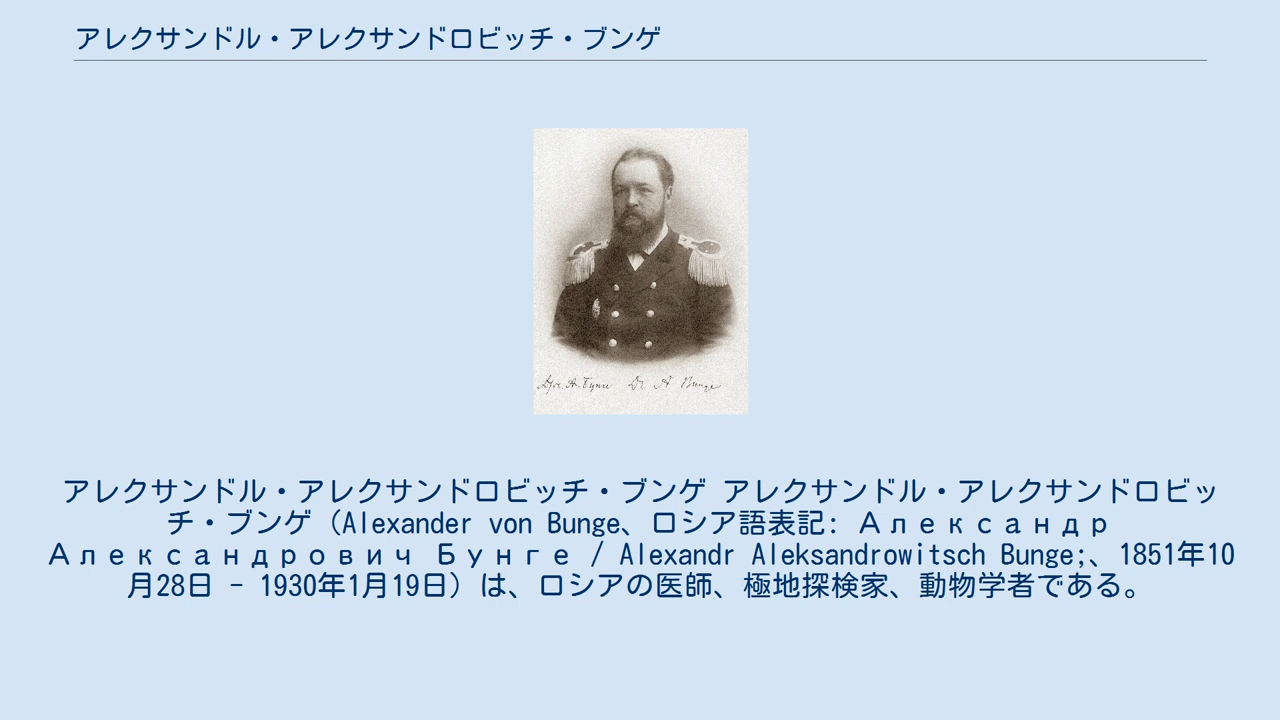 アレクサンドル・アレクサンドロビッチ・ブンゲ
Dr. A Bunge
アレクサンドル・アレクサンドロビッチ・ブンゲ アレクサンドル・アレクサンドロビッ
チ・ブンゲ（Alexander von Bunge、ロシア語表記: Александр
Александрович Бунге / Alexandr Aleksandrowitsch Bunge;、1851年10
月28日 - 1930年1月19日）は、ロシアの医師、極地探検家、動物学者である。